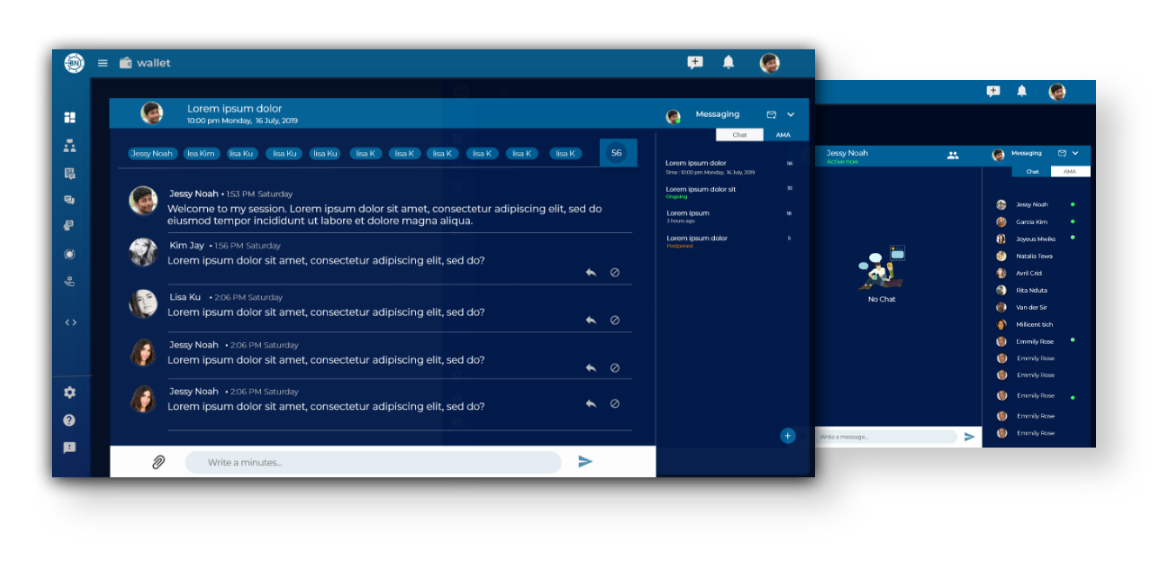 BN
wallet
Lorem ipsum dolor
10:00 pm Monday, 16 July, 2019
Jessy Noah lea Kim lisa Ku lisa Ku lisa Ku lisa K lisa K lisa K lisa K lisa K lisa K 56
Jessy Noah • 1:53 PM Saturday
Welcome to my session. Lorem ipsum dolor sit amet, consectetur adipiscing elit, sed do
eiusmod tempor incididunt ut labore et dolore magna aliqua.
Kim Jay • 1:56 PM Saturday
Lorem ipsum dolor sit amet, consectetur adipiscing elit, sed do?
Lisa Ku • 2:06 PM Saturday
Lorem ipsum dolor sit amet, consectetur adipiscing elit, sed do?
Jessy Noah • 2:06 PM Saturday
Lorem ipsum dolor sit amet, consectetur adipiscing elit, sed do?
Jessy Noah • 2:06 PM Saturday
Lorem ipsum dolor sit amet, consectetur adipiscing elit, sed do?
Write a minutes...
Messaging
Chat AMA
Lorem ipsum dolor 56
Time : 10:00 pm Monday, 16 July, 2019
Lorem ipsum dolor sit
Ongoing
Lorem ipsum 18
3 hours ago
Lorem ipsum dolor
Postponed
Jessy Noah
Active now
No Chat
Write a message..
Messaging
Chat AMA
Jessy Noah
Garcia Kim
Joyous Mwiks
Natalia Towa
Avril Crid
Rita Nduta
Van der Sir
Millicent tich
Emmily Rose
Emmily Rose
Emmily Rose
Emmily Rose
Emmily Rose
Emmily Rose